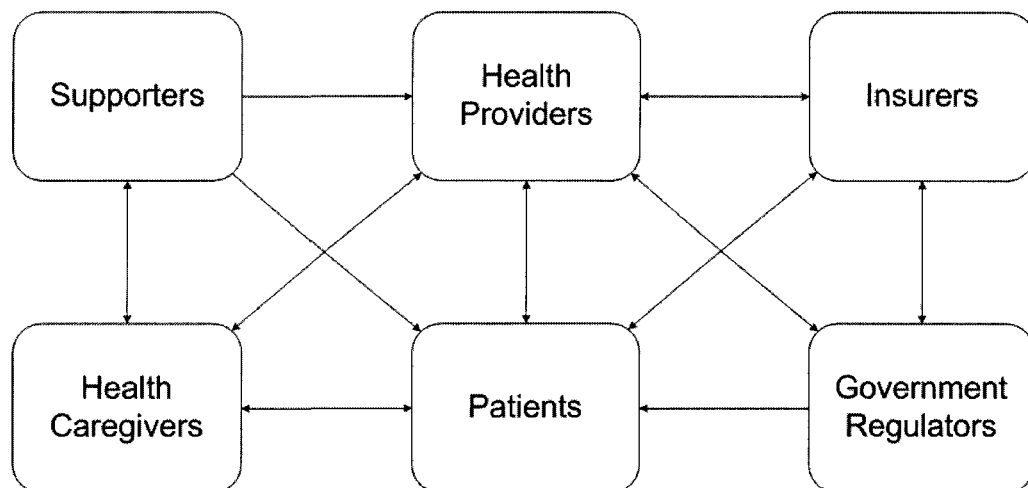 Supporters
Health
Providers
Insurers
Health
Caregivers
Patients
Government
Regulators